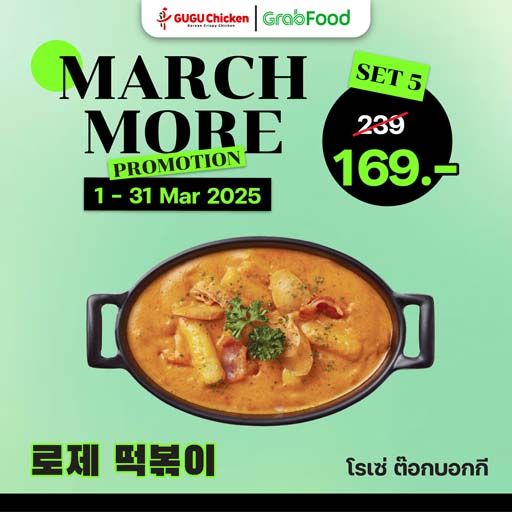 GUGU Chicken
Korean Crispy Chicken
GrabFood
MARCH
MORE
PROMOTION
1 - 31 Mar 2025
SET 5
239
169.-
로제 떡볶이
โรเซ่ ต๊อกบอกกี